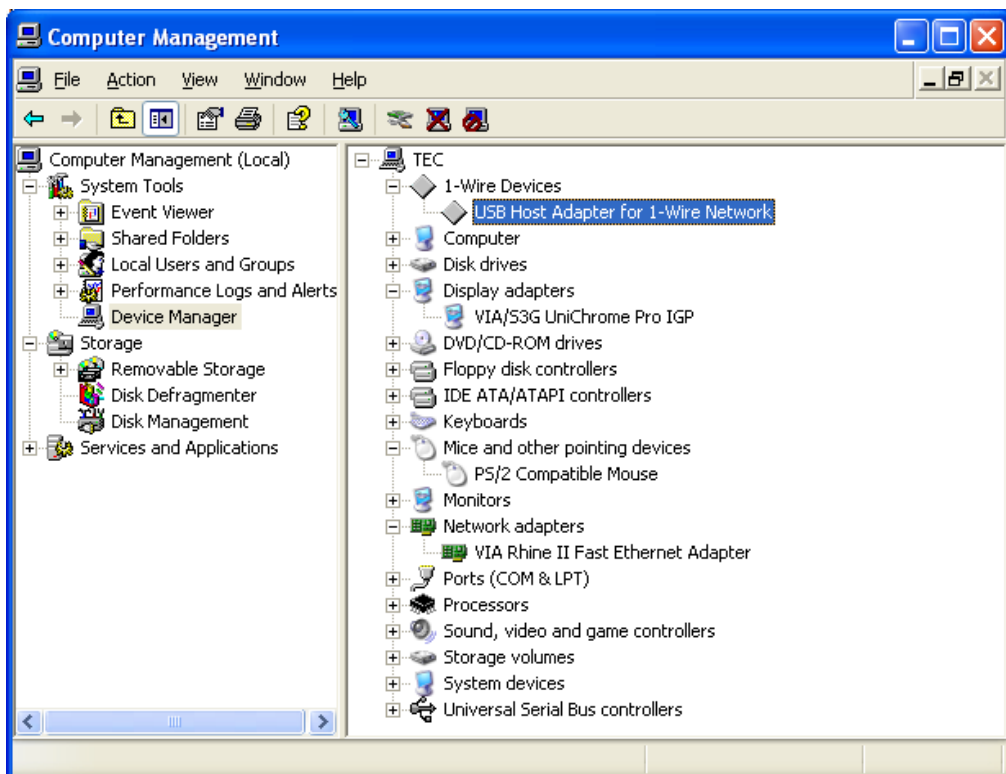 Computer Management
File Action View Window Help
Computer Management (Local)
System Tools
Event Viewer
Shared Folders
Local Users and Groups
Performance Logs and Alerts
Device Manager
Storage
Removable Storage
Disk Defragmenter
Disk Management
Services and Applications
TEC
1-Wire Devices
USB Host Adapter for 1-Wire Network
Computer
Disk drives
Display adapters
VIA/S3G UniChrome Pro IGP
DVD/CD-ROM drives
Floppy disk controllers
IDE ATA/ATAPI controllers
Keyboards
Mice and other pointing devices
PS/2 Compatible Mouse
Monitors
Network adapters
VIA Rhine II Fast Ethernet Adapter
Ports (COM & LPT)
Processors
Sound, video and game controllers
Storage volumes
System devices
Universal Serial Bus controllers